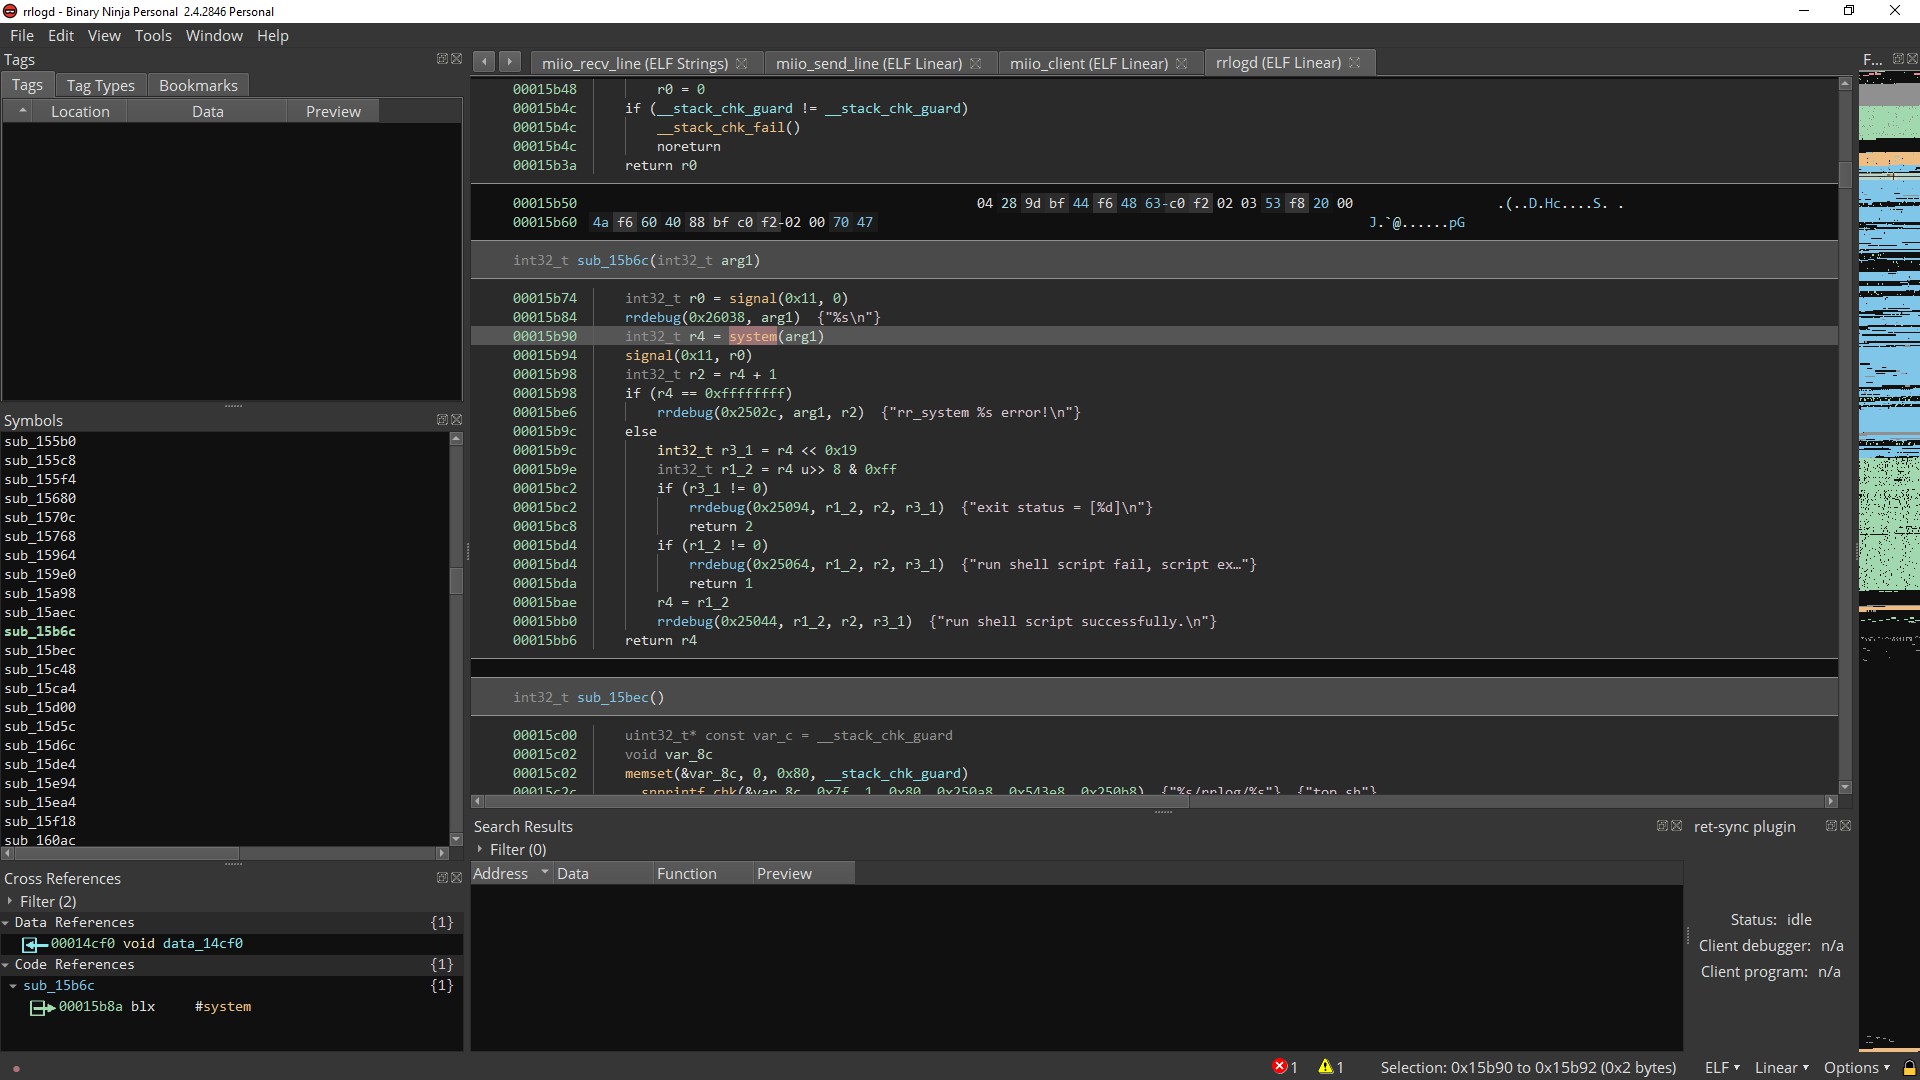 rrlogd - Binary Ninja Personal 2.4.2846 Personal
File Edit View Tools Window Help
Tags
Tags Tag Types Bookmarks
Location Data Preview
Symbols
sub_155b0
sub_155c8
sub_155f4
sub_15680
sub_1570c
sub_15768
sub_15964
sub_159e0
sub_15a98
sub_15aec
sub_15b6c
sub_15bec
sub_15c48
sub_15ca4
sub_15d00
sub_15d5c
sub_15d6c
sub_15de4
sub_15e94
sub_15ea4
sub_15f18
sub_160ac
Cross References
Filter (2)
Data References {1}
00014cf0 void data_14cf0
Code References {1}
sub_15b6c {1}
00015b8a blx #system
miio_recv_line (ELF Strings) miio_send_line (ELF Linear) miio_client (ELF Linear) rrlogd (ELF Linear)
00015b48 r0 = 0
00015b4c if (__stack_chk_guard != __stack_chk_guard)
00015b4c __stack_chk_fail()
00015b4c noreturn
00015b3a return r0
00015b50 04 28 9d bf 44 f6 48 63-c0 f2 02 03 53 f8 20 00 .(..D.Hc....S. .
00015b60 4a f6 60 40 88 bf c0 f2-02 00 70 47 J.`@......pG
int32_t sub_15b6c(int32_t arg1)
00015b74 int32_t r0 = signal(0x11, 0)
00015b84 rrdebug(0x26038, arg1) {"%s\n"}
00015b90 int32_t r4 = system(arg1)
00015b94 signal(0x11, r0)
00015b98 int32_t r2 = r4 + 1
00015b98 if (r4 == 0xffffffff)
00015be6 rrdebug(0x2502c, arg1, r2) {"rr_system %s error!\n"}
00015b9c else
00015b9c int32_t r3_1 = r4 << 0x19
00015b9e int32_t r1_2 = r4 u>> 8 & 0xff
00015bc2 if (r3_1 != 0)
00015bc2 rrdebug(0x25094, r1_2, r2, r3_1) {"exit status = [%d]\n"}
00015bc8 return 2
00015bd4 if (r1_2 != 0)
00015bd4 rrdebug(0x25064, r1_2, r2, r3_1) {"run shell script fail, script ex…"}
00015bda return 1
00015bae r4 = r1_2
00015bb0 rrdebug(0x25044, r1_2, r2, r3_1) {"run shell script successfully.\n"}
00015bb6 return r4
int32_t sub_15bec()
00015c00 uint32_t* const var_c = __stack_chk_guard
00015c02 void var_8c
00015c02 memset(&var_8c, 0, 0x80, __stack_chk_guard)
00015c2c __snprintf_chk(&var_8c, 0x7f, 1, 0x80, 0x250a8, 0x543e8, 0x250b8) {"%s/rrlog/%s"} {"top.sh"}
Search Results
Filter (0)
Address Data Function Preview
ret-sync plugin
Status: idle
Client debugger: n/a
Client program: n/a
F...
1 1 Selection: 0x15b90 to 0x15b92 (0x2 bytes) ELF Linear Options